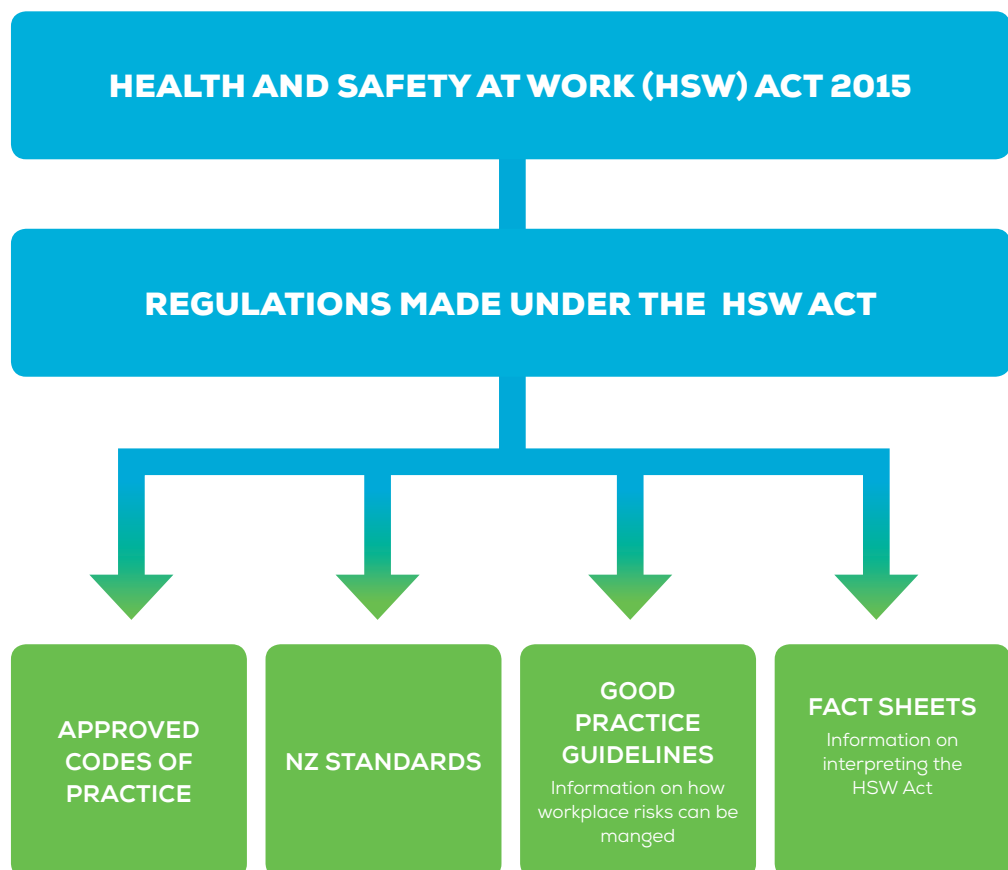 HEALTH AND SAFETY AT WORK (HSW) ACT 2015
REGULATIONS MADE UNDER THE HSW ACT
APPROVED
CODES OF
PRACTICE
NZ STANDARDS
GOOD
PRACTICE
GUIDELINES
Information on how
workplace risks can be
manged
FACT SHEETS
Information on
interpreting the
HSW Act